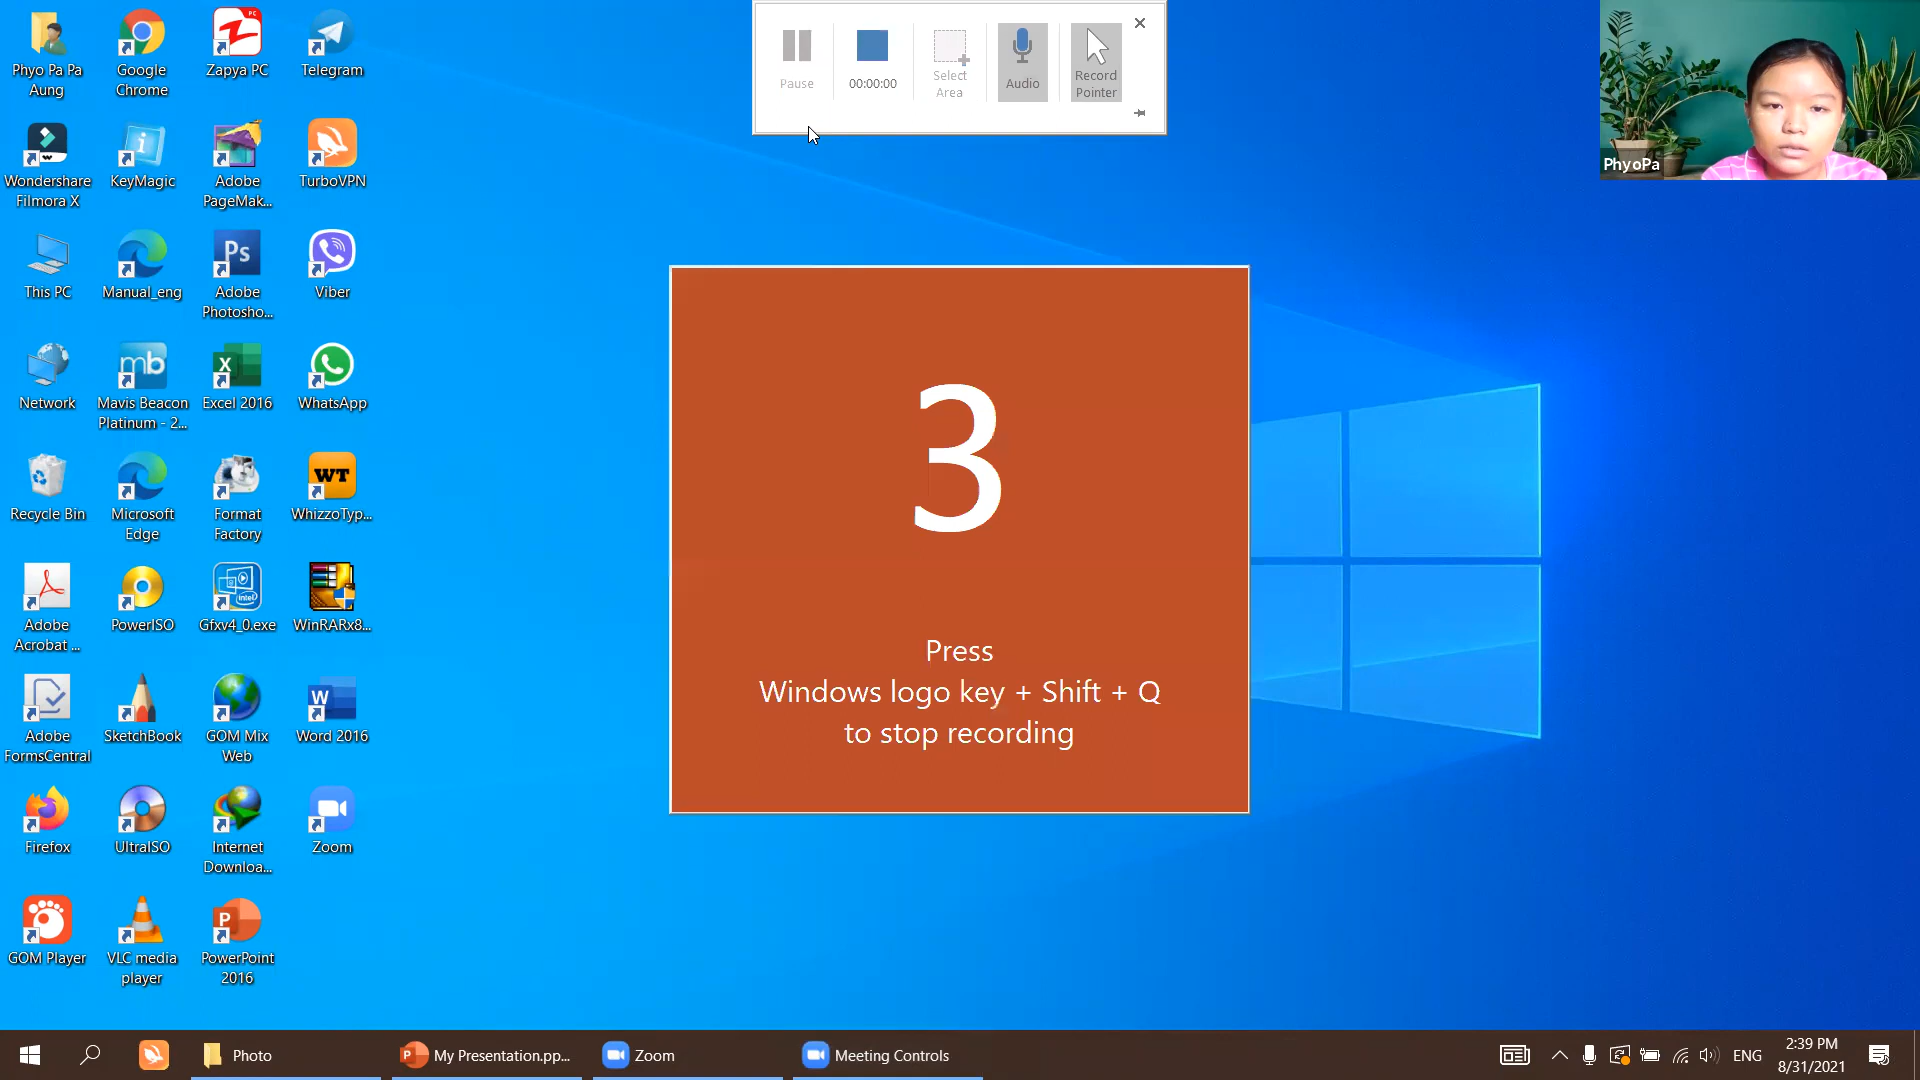 Phyo Pa Pa
Aung
Google
Chrome
Zapya PC
Telegram
Wondershare
Filmora X
KeyMagic
Adobe
PageMak...
TurboVPN
This PC
Manual_eng
Ps
Adobe
Photosho...
Viber
Network
mb
Mavis Beacon
Platinum - 2...
X
Excel 2016
WhatsApp
Recycle Bin
Microsoft
Edge
Format
Factory
WT
WhizzoTyp...
Adobe
Acrobat ...
PowerISO
intel
Gfxv4_0.exe
WinRARx8...
Adobe
FormsCentral
SketchBook
GOM Mix
Web
W
Word 2016
Firefox
UltraISO
Internet
Downloa...
Zoom
GOM Player
VLC media
player
P
PowerPoint
2016
Pause
00:00:00
Select
Area
Audio
Record
Pointer
PhyoPa
3
Press
Windows logo key + Shift + Q
to stop recording
Photo
P
My Presentation.pp...
Zoom
Meeting Controls
ENG
2:39 PM
8/31/2021